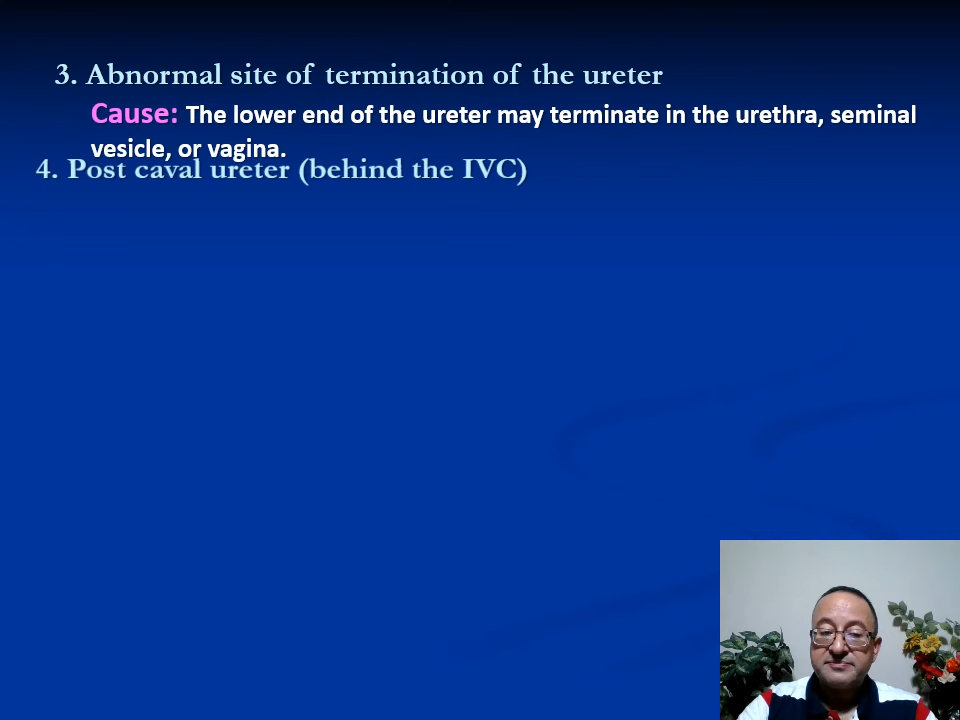 3. Abnormal site of termination of the ureter
Cause: The lower end of the ureter may terminate in the urethra, seminal
vesicle, or vagina.
4. Post caval ureter (behind the IVC)